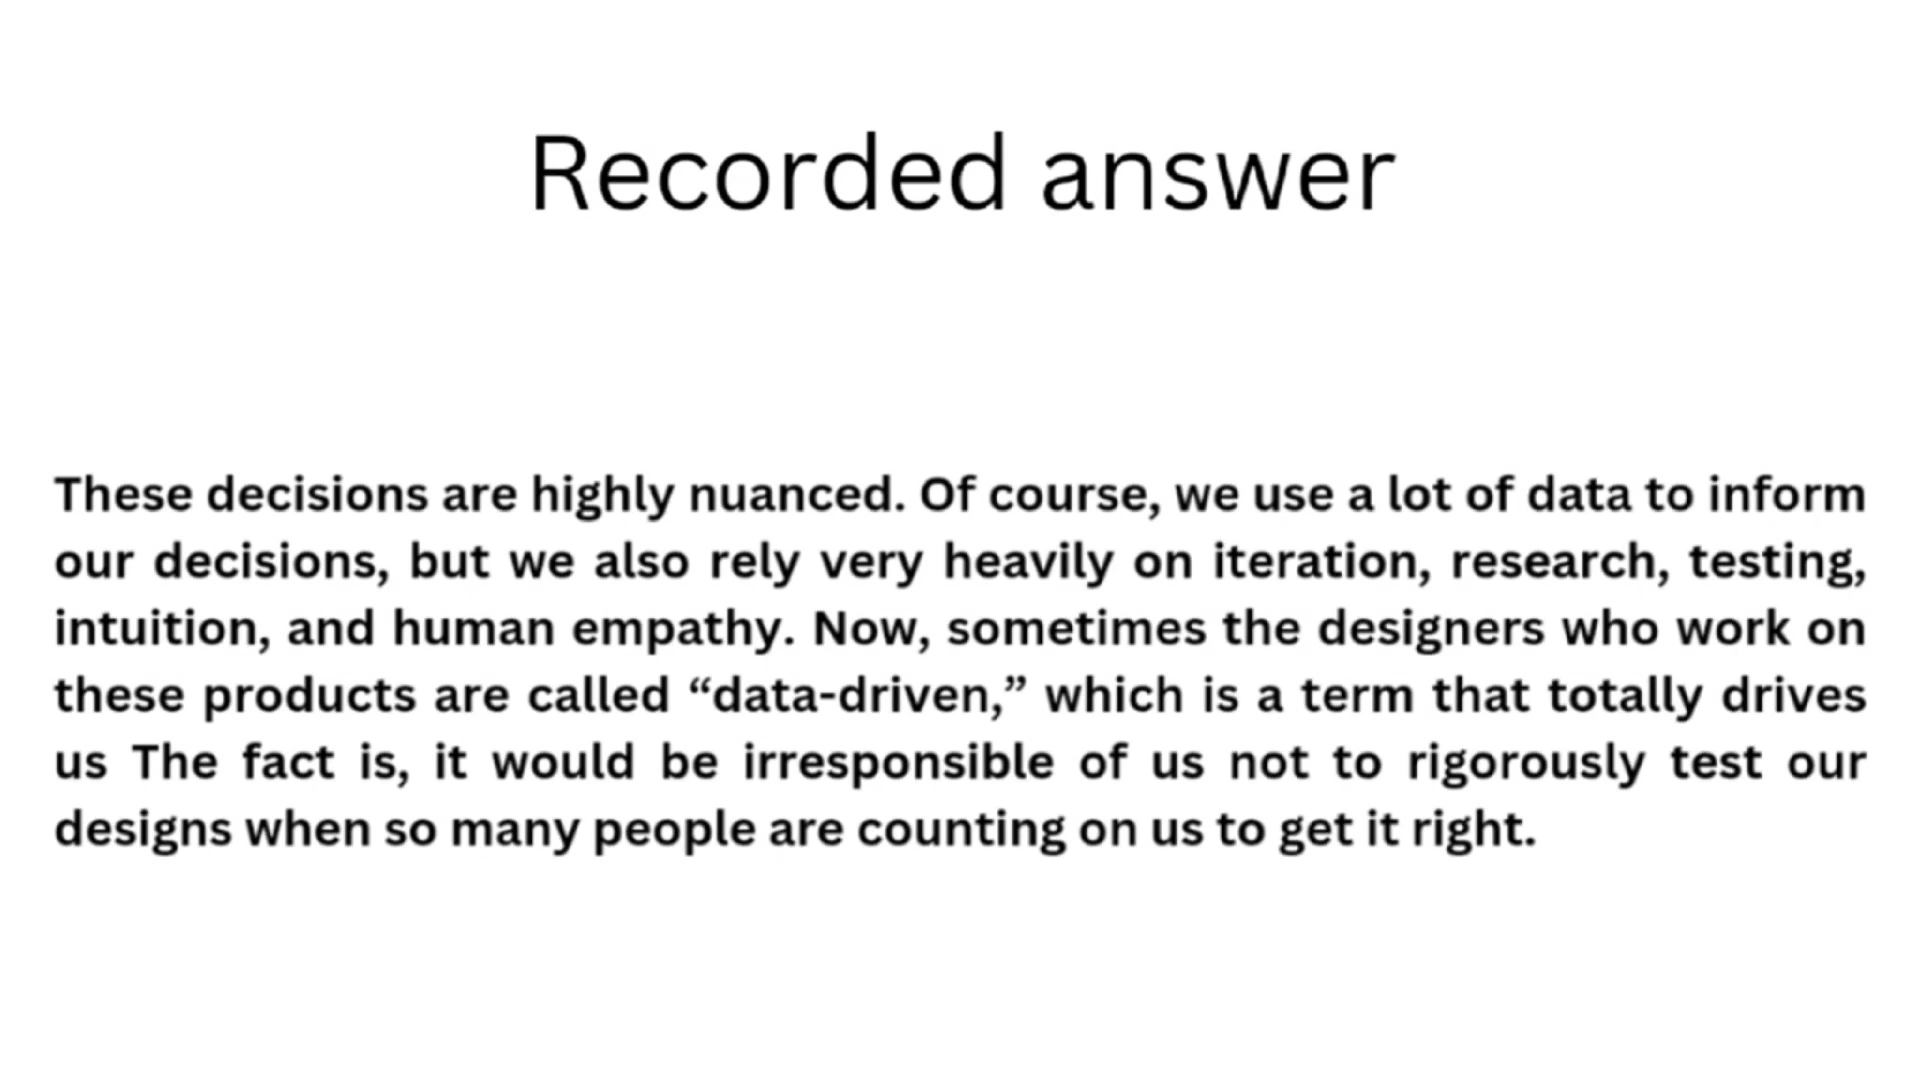 Recorded answer
These decisions are highly nuanced. Of course, we use a lot of data to inform
our decisions, but we also rely very heavily on iteration, research, testing,
intuition, and human empathy. Now, sometimes the designers who work on
these products are called “data-driven,” which is a term that totally drives
us The fact is, it would be irresponsible of us not to rigorously test our
designs when so many people are counting on us to get it right.